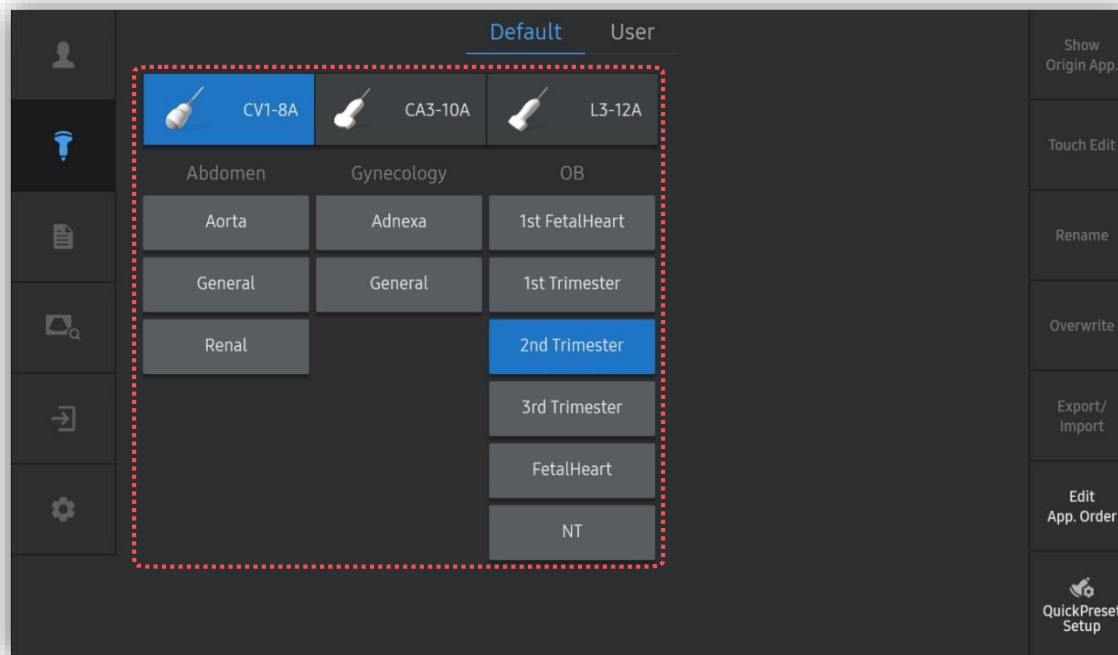 Default User
Show
Origin App.
CV1-8A CA3-10A L3-12A
Touch Edit
Abdomen Gynecology OB
Aorta Adnexa 1st FetalHeart
Rename
General General 1st Trimester
Renal 2nd Trimester
Overwrite
3rd Trimester
Export/
Import
FetalHeart
Edit
App. Order
NT
QuickPreset
Setup